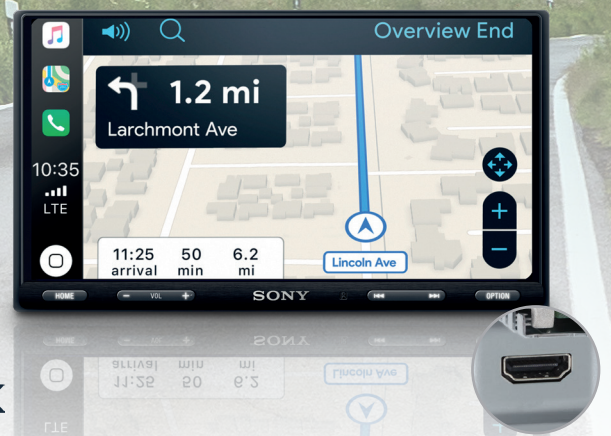 Overview End
1.2 mi
Larchmont Ave
10:35
LTE
11:25 50 6.2
arrival min mi
Lincoln Ave
HOME
− VOL +
SONY
OPTION